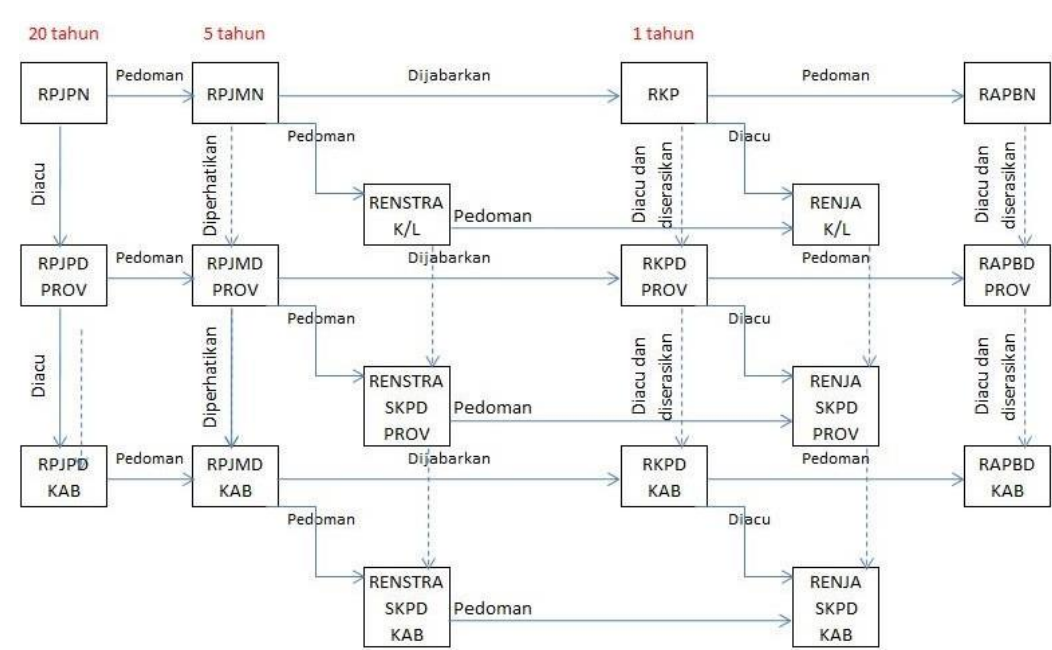 20 tahun
5 tahun
1 tahun
RPJPN
Pedoman
RPJMN
Dijabarkan
RKP
Pedoman
RAPBN
Diacu
Diperhatikan
Pedoman
Diacu dan
diserasikan
Diacu
Diacu dan
diserasikan
RENSTRA
K/L
Pedoman
RENJA
K/L
RPJPD
PROV
Pedoman
RPJMD
PROV
Dijabarkan
RKPD
PROV
Pedoman
RAPBD
PROV
Diacu
Diperhatikan
Pedoman
Diacu dan
diserasikan
Diacu
Diacu dan
diserasikan
RENSTRA
SKPD
PROV
Pedoman
RENJA
SKPD
PROV
RPJPD
KAB
Pedoman
RPJMD
KAB
Dijabarkan
RKPD
KAB
Pedoman
RAPBD
KAB
Pedoman
Diacu
RENSTRA
SKPD
KAB
Pedoman
RENJA
SKPD
KAB